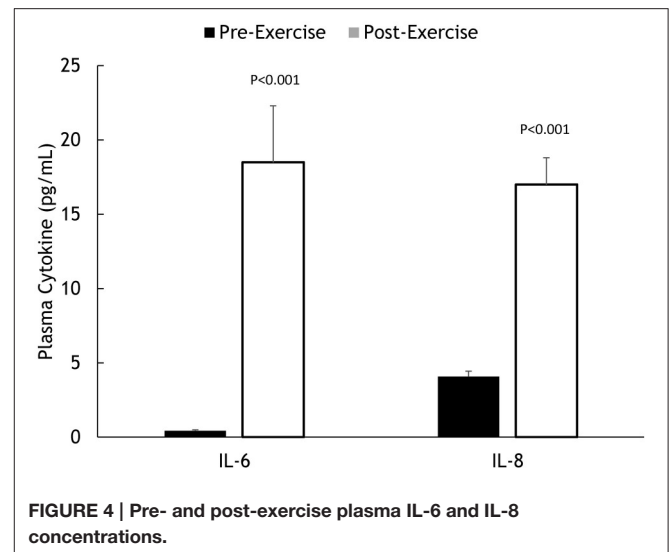 Pre-Exercise Post-Exercise
25
P<0.001
20
P<0.001
15
10
5
0
Plasma Cytokine (pg/mL)
IL-6 IL-8
FIGURE 4 | Pre- and post-exercise plasma IL-6 and IL-8
concentrations.